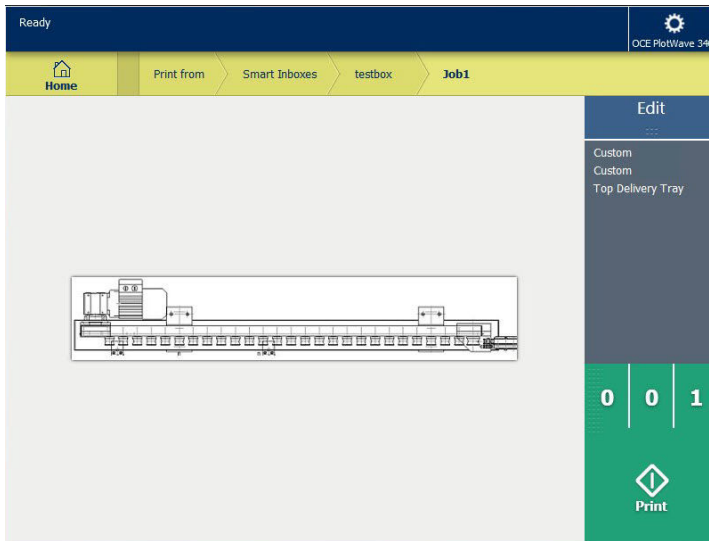 Ready
OCE PlotWave 340
Home
Print from
Smart Inboxes
testbox
Job1
Edit
Custom
Custom
Top Delivery Tray
0 0 1
Print